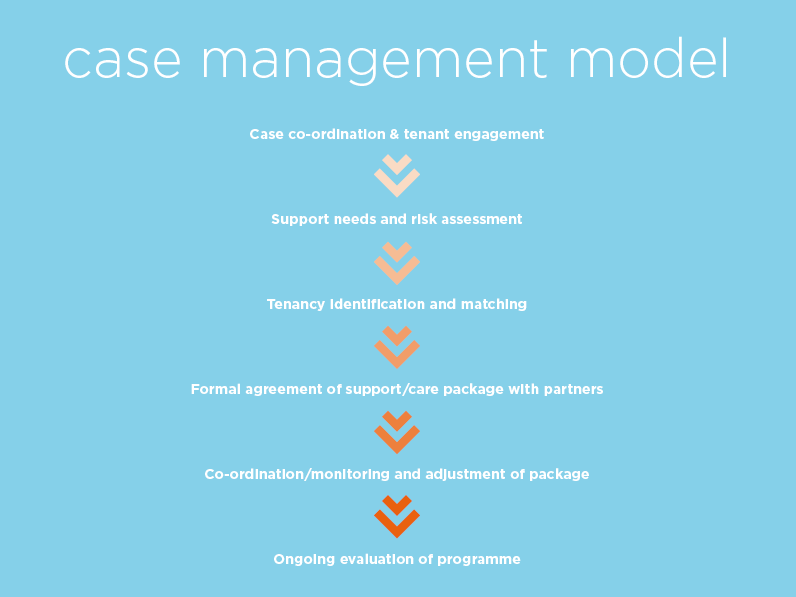 case management model
Case co-ordination & tenant engagement
Support needs and risk assessment
Tenancy identification and matching
Formal agreement of support/care package with partners
Co-ordination/monitoring and adjustment of package
Ongoing evaluation of programme